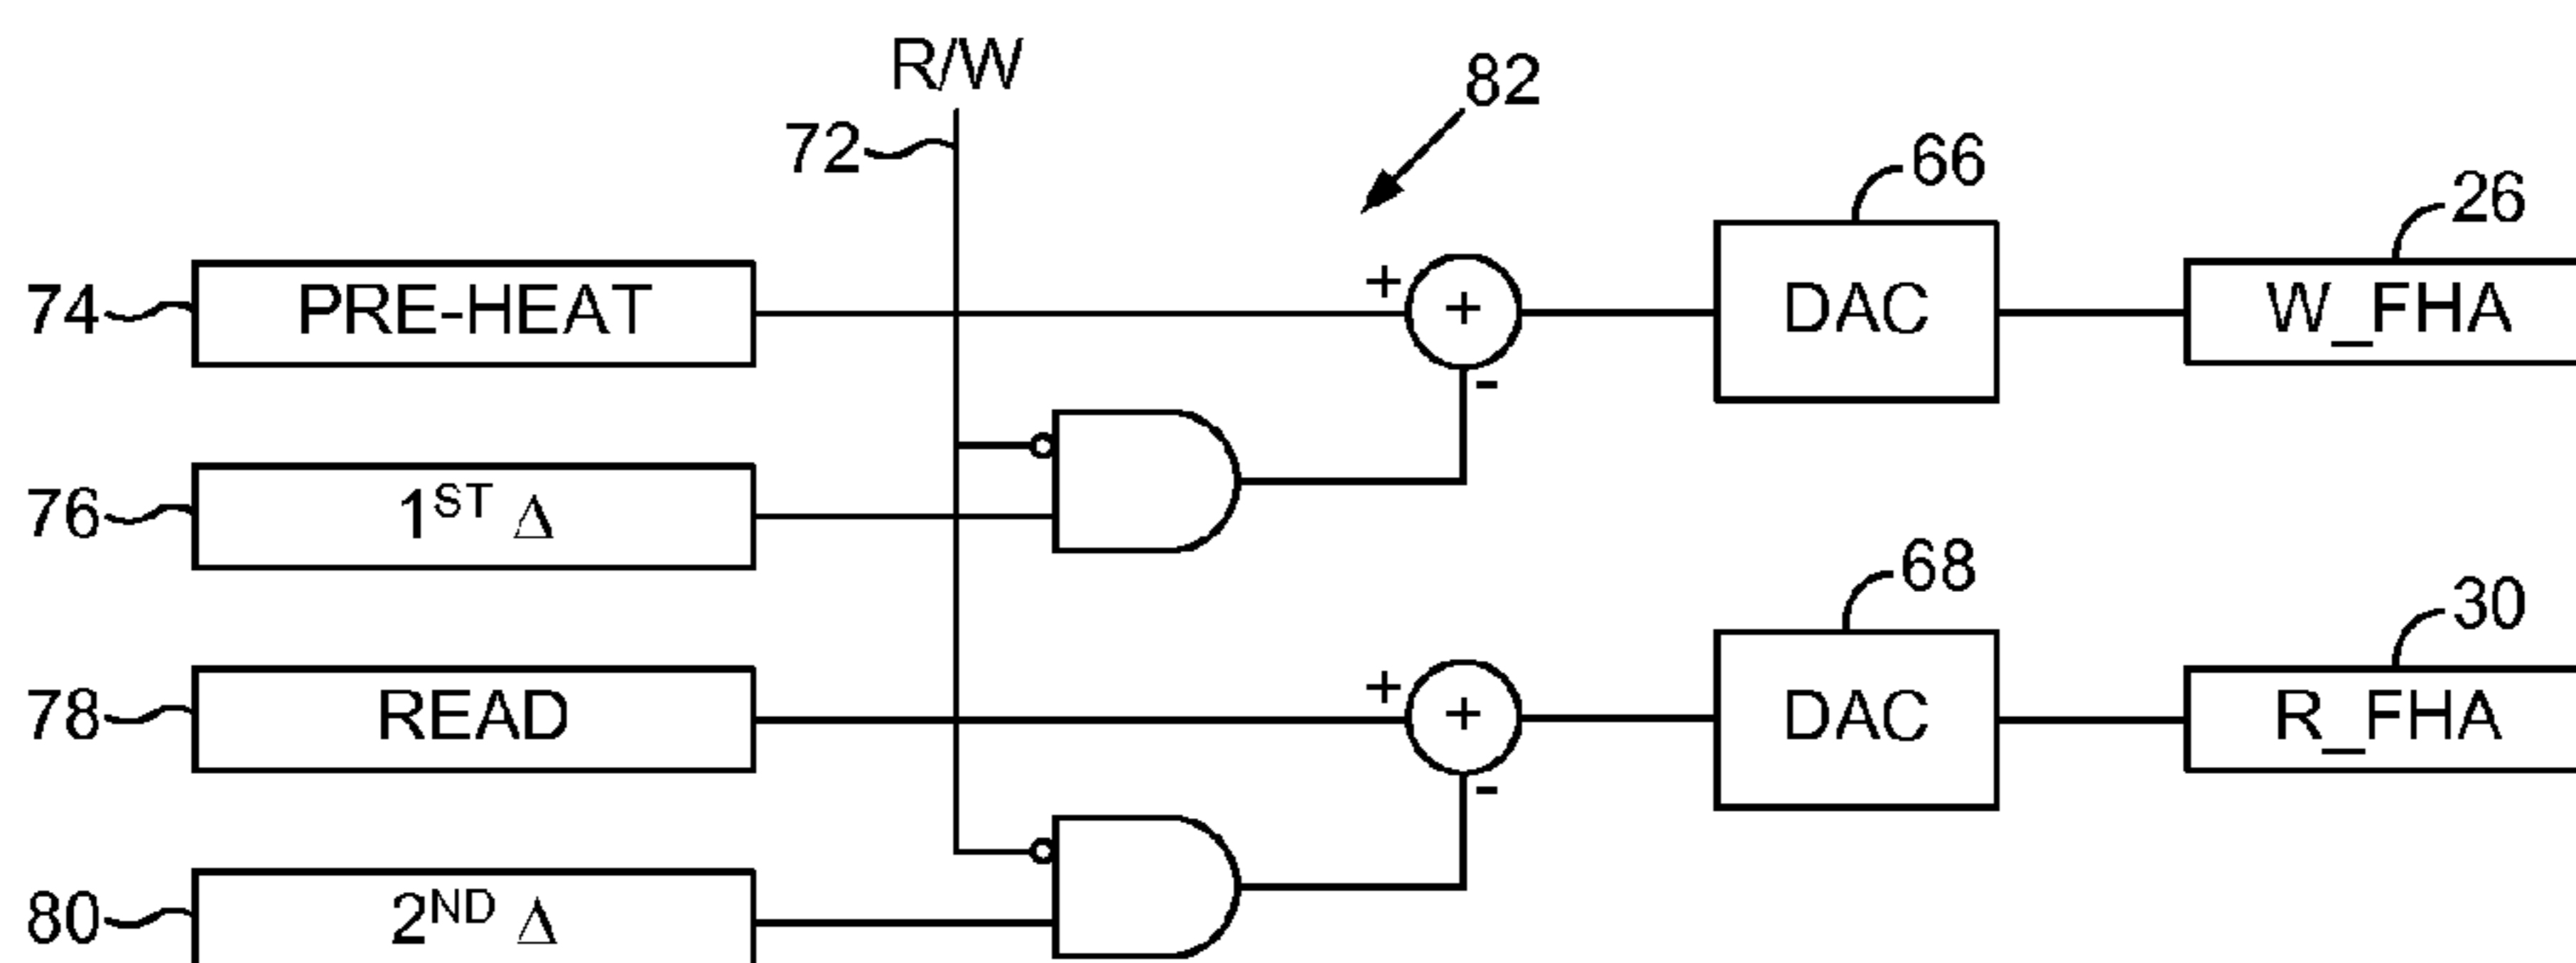 R/W
82
72
66
26
74 PRE-HEAT + + DAC W_FHA
-
76 1ST Δ
68
30
78 READ + + DAC R_FHA
-
80 2ND Δ